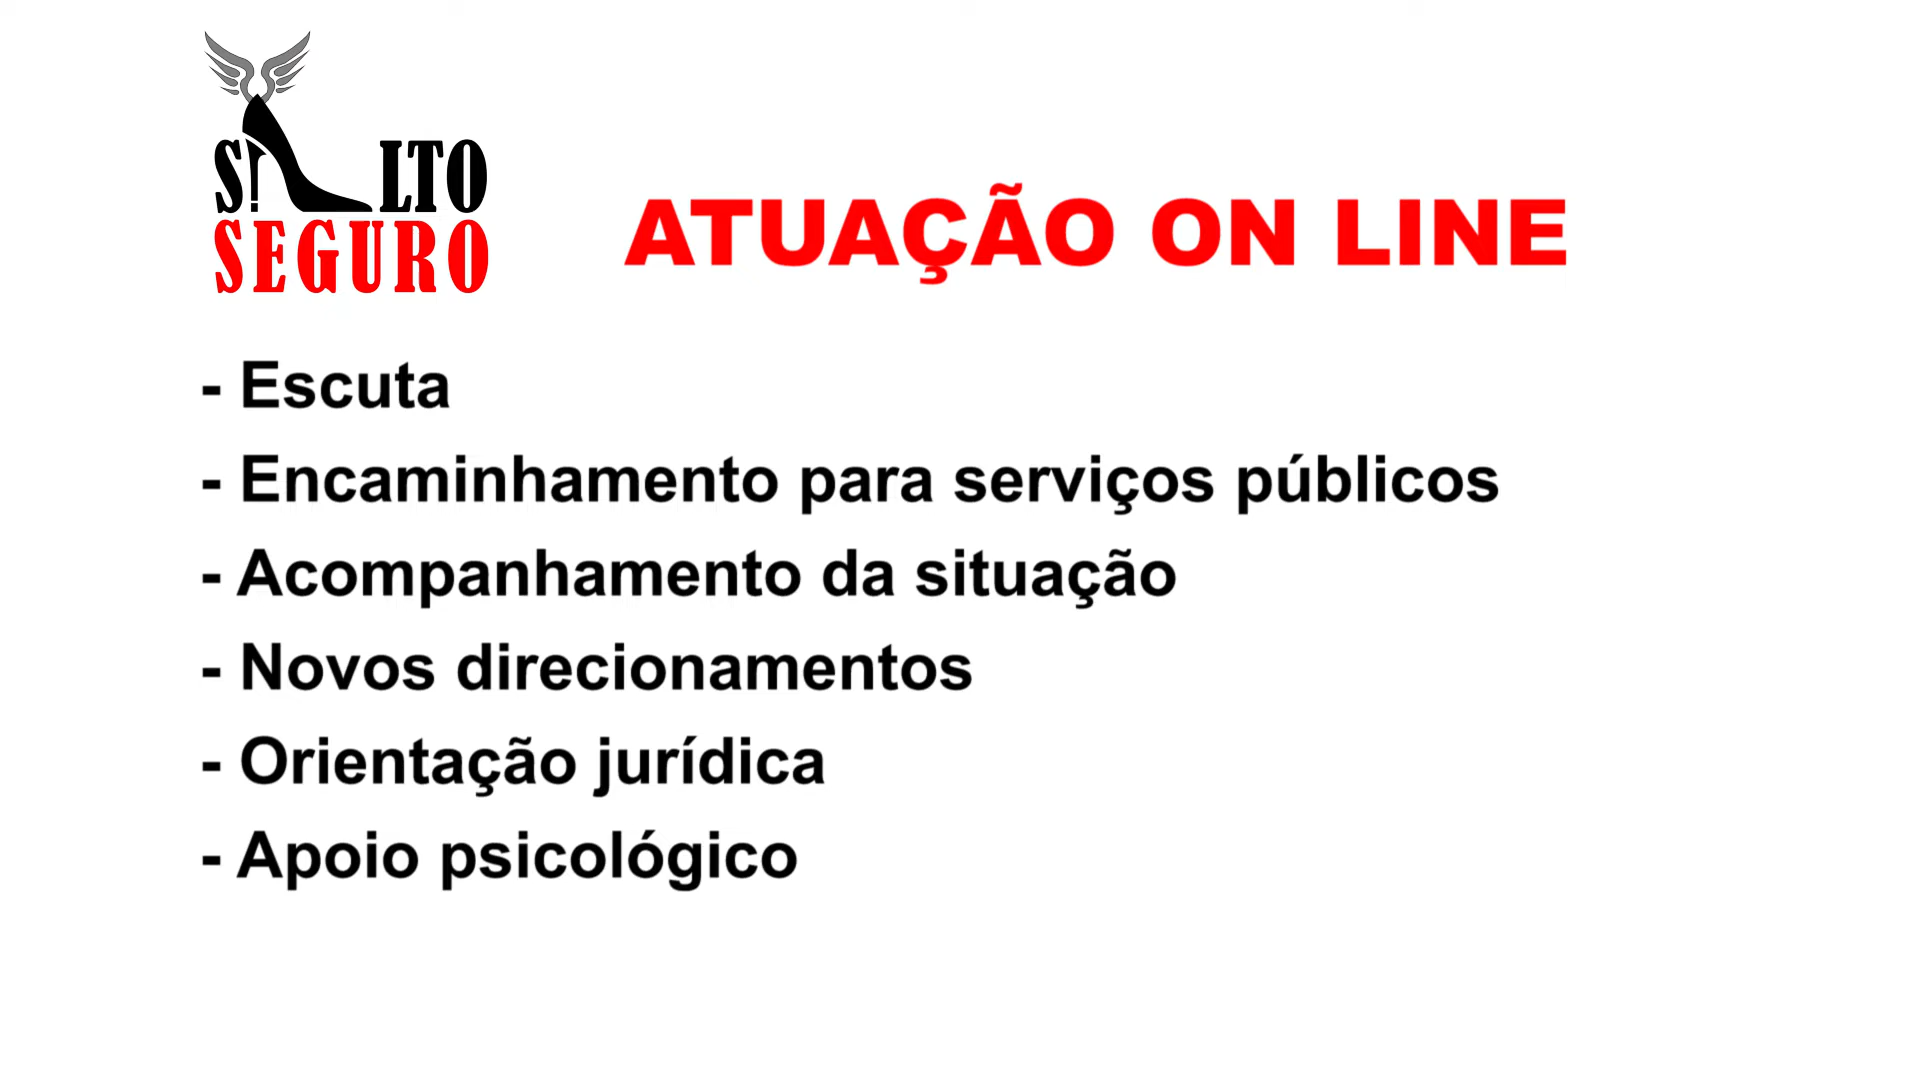 SALTO
SEGURO
ATUAÇÃO ON LINE
- Escuta
- Encaminhamento para serviços públicos
- Acompanhamento da situação
- Novos direcionamentos
- Orientação jurídica
- Apoio psicológico